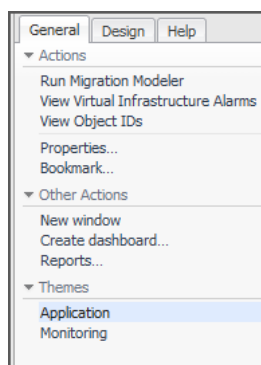 General Design Help
Actions
Run Migration Modeler
View Virtual Infrastructure Alarms
View Object IDs
Properties...
Bookmark...
Other Actions
New window
Create dashboard...
Reports...
Themes
Application
Monitoring